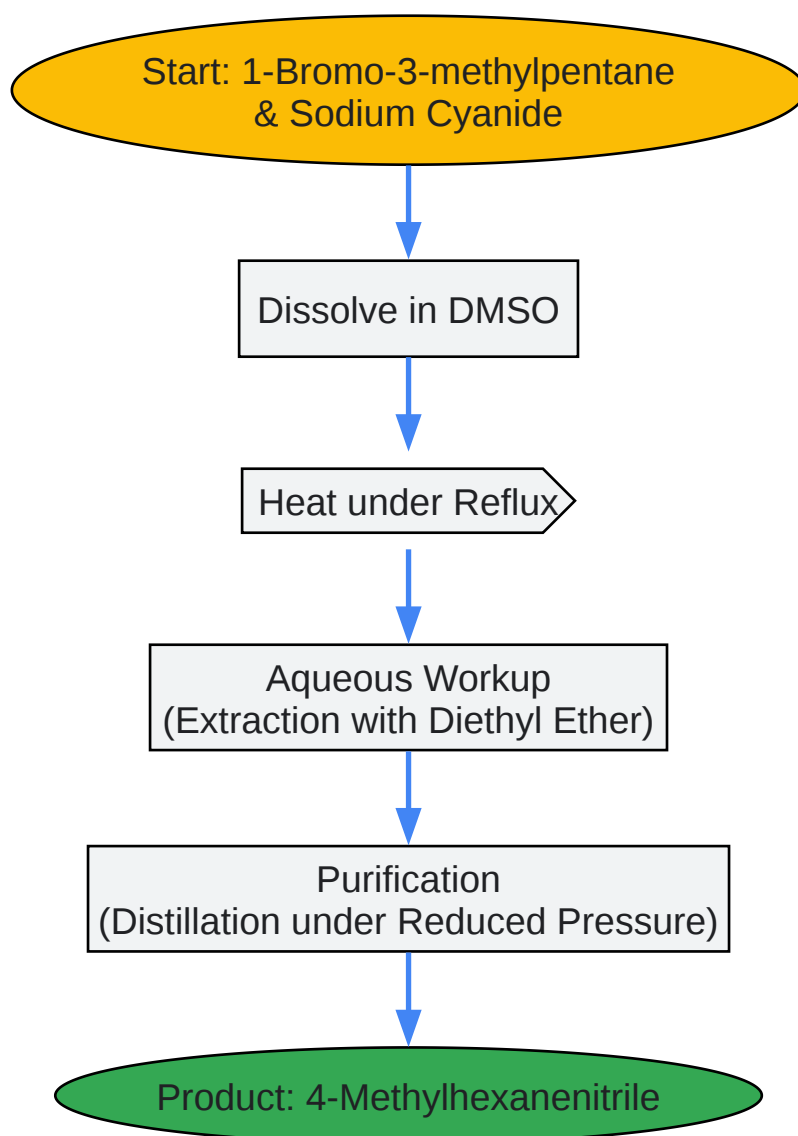 Start: 1-Bromo-3-methylpentane
& Sodium Cyanide
Dissolve in DMSO
Heat under Reflux
Aqueous Workup
(Extraction with Diethyl Ether)
Purification
(Distillation under Reduced Pressure)
Product: 4-Methylhexanenitrile